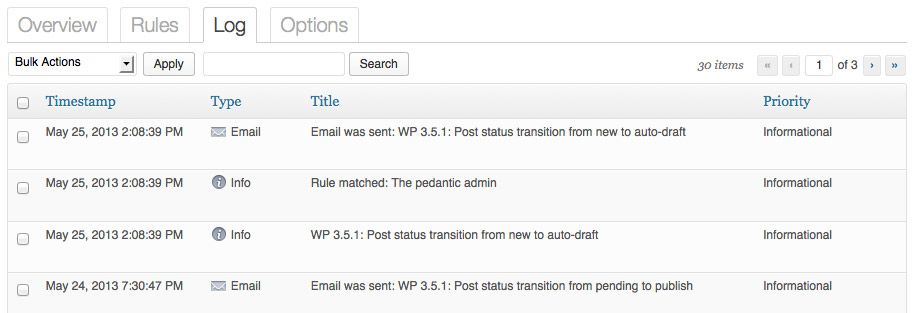 Overview Rules Log Options
Bulk Actions Apply Search 30 items « ‹ 1 of 3 › »
Timestamp Type Title Priority
May 25, 2013 2:08:39 PM Email Email was sent: WP 3.5.1: Post status transition from new to auto-draft Informational
May 25, 2013 2:08:39 PM Info Rule matched: The pedantic admin Informational
May 25, 2013 2:08:39 PM Info WP 3.5.1: Post status transition from new to auto-draft Informational
May 24, 2013 7:30:47 PM Email Email was sent: WP 3.5.1: Post status transition from pending to publish Informational